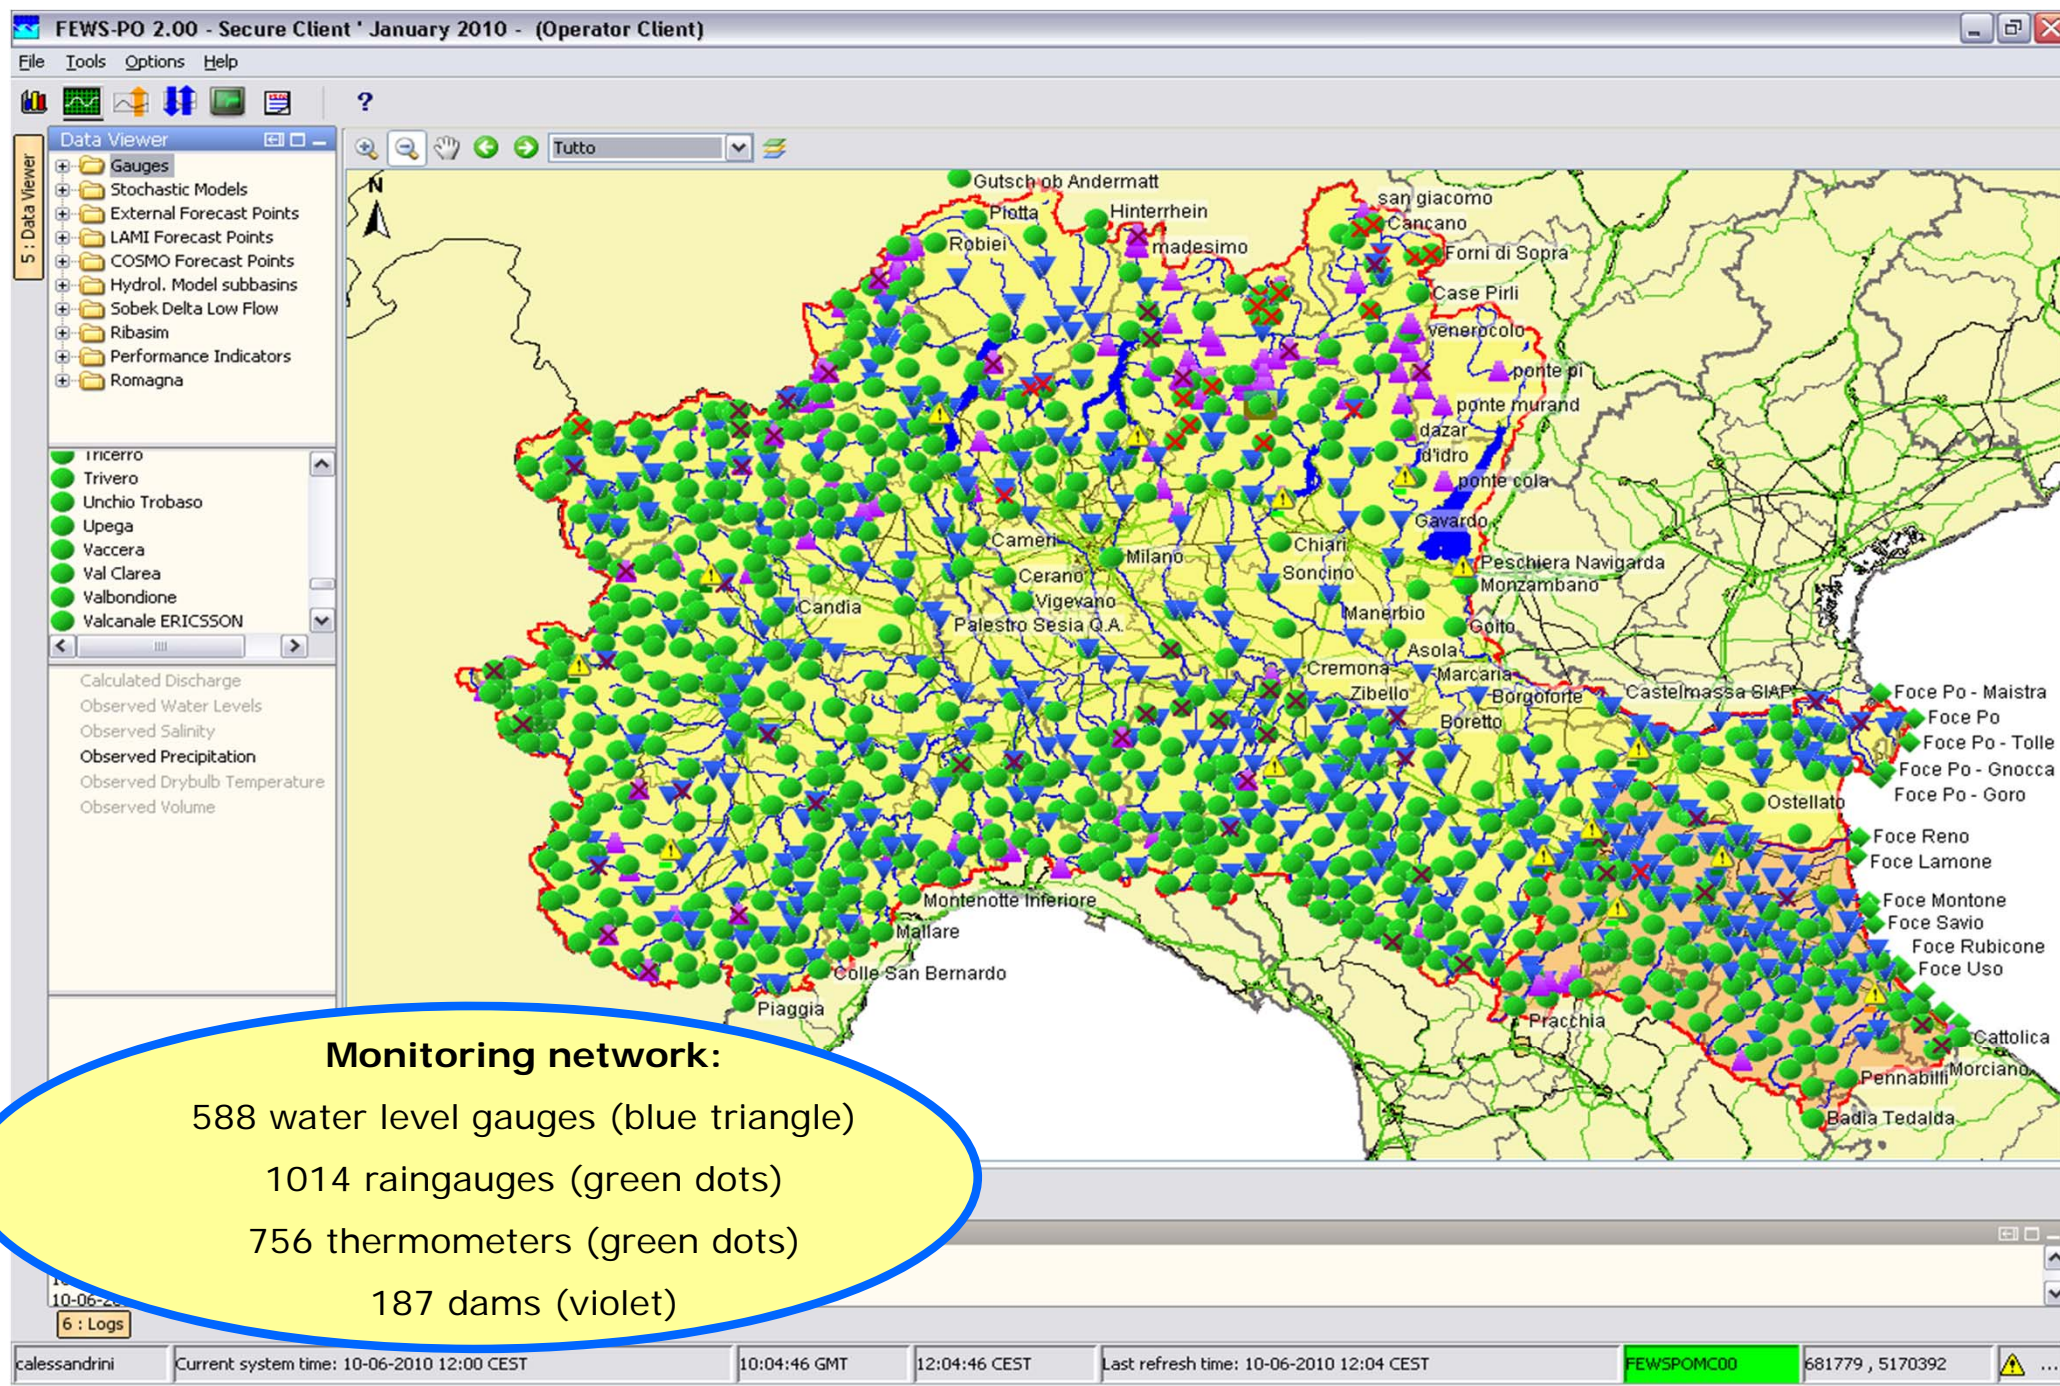 FEWS-PO 2.00 - Secure Client ' January 2010 - (Operator Client)
File Tools Options Help
?
5 : Data Viewer
Data Viewer
Gauges
Stochastic Models
External Forecast Points
LAMI Forecast Points
COSMO Forecast Points
Hydrol. Model subbasins
Sobek Delta Low Flow
Ribasim
Performance Indicators
Romagna
Tricerro
Trivero
Unchio Trobaso
Upega
Vaccera
Val Clarea
Valbondione
Valcanale ERICSSON
Calculated Discharge
Observed Water Levels
Observed Salinity
Observed Precipitation
Observed Drybulb Temperature
Observed Volume
Tutto
N
Gutsch ob Andermatt
san giacomo
Piotta
Hinterrhein
Cancano
Robiei
madesimo
Forni di Sopra
Case Pirli
venerocolo
ponte pi
ponte murand
dazar
d'idro
ponte cola
Gavardo
Cameri
Milano
Chiari
Peschiera Navigarda
Cerano
Soncino
Monzambano
Candia
Vigevano
Manerbio
Palestro Sesia Q.A.
Goito
Asola
Cremona
Marcaria
Zibello
Borgoforte
Castelmassa SIAP
Foce Po - Maistra
Boretto
Foce Po
Foce Po - Tolle
Foce Po - Gnocca
Foce Po - Goro
Ostellato
Foce Reno
Foce Lamone
Montenotte Inferiore
Foce Montone
Foce Savio
Mallare
Foce Rubicone
Colle San Bernardo
Foce Uso
Piaggia
Pracchia
Cattolica
Morciano
Pennabilli
Badia Tedalda
Monitoring network:
588 water level gauges (blue triangle)
1014 raingauges (green dots)
756 thermometers (green dots)
187 dams (violet)
6 : Logs
calessandrini Current system time: 10-06-2010 12:00 CEST 10:04:46 GMT 12:04:46 CEST Last refresh time: 10-06-2010 12:04 CEST FEWSPOMC00 681779 , 5170392 ...